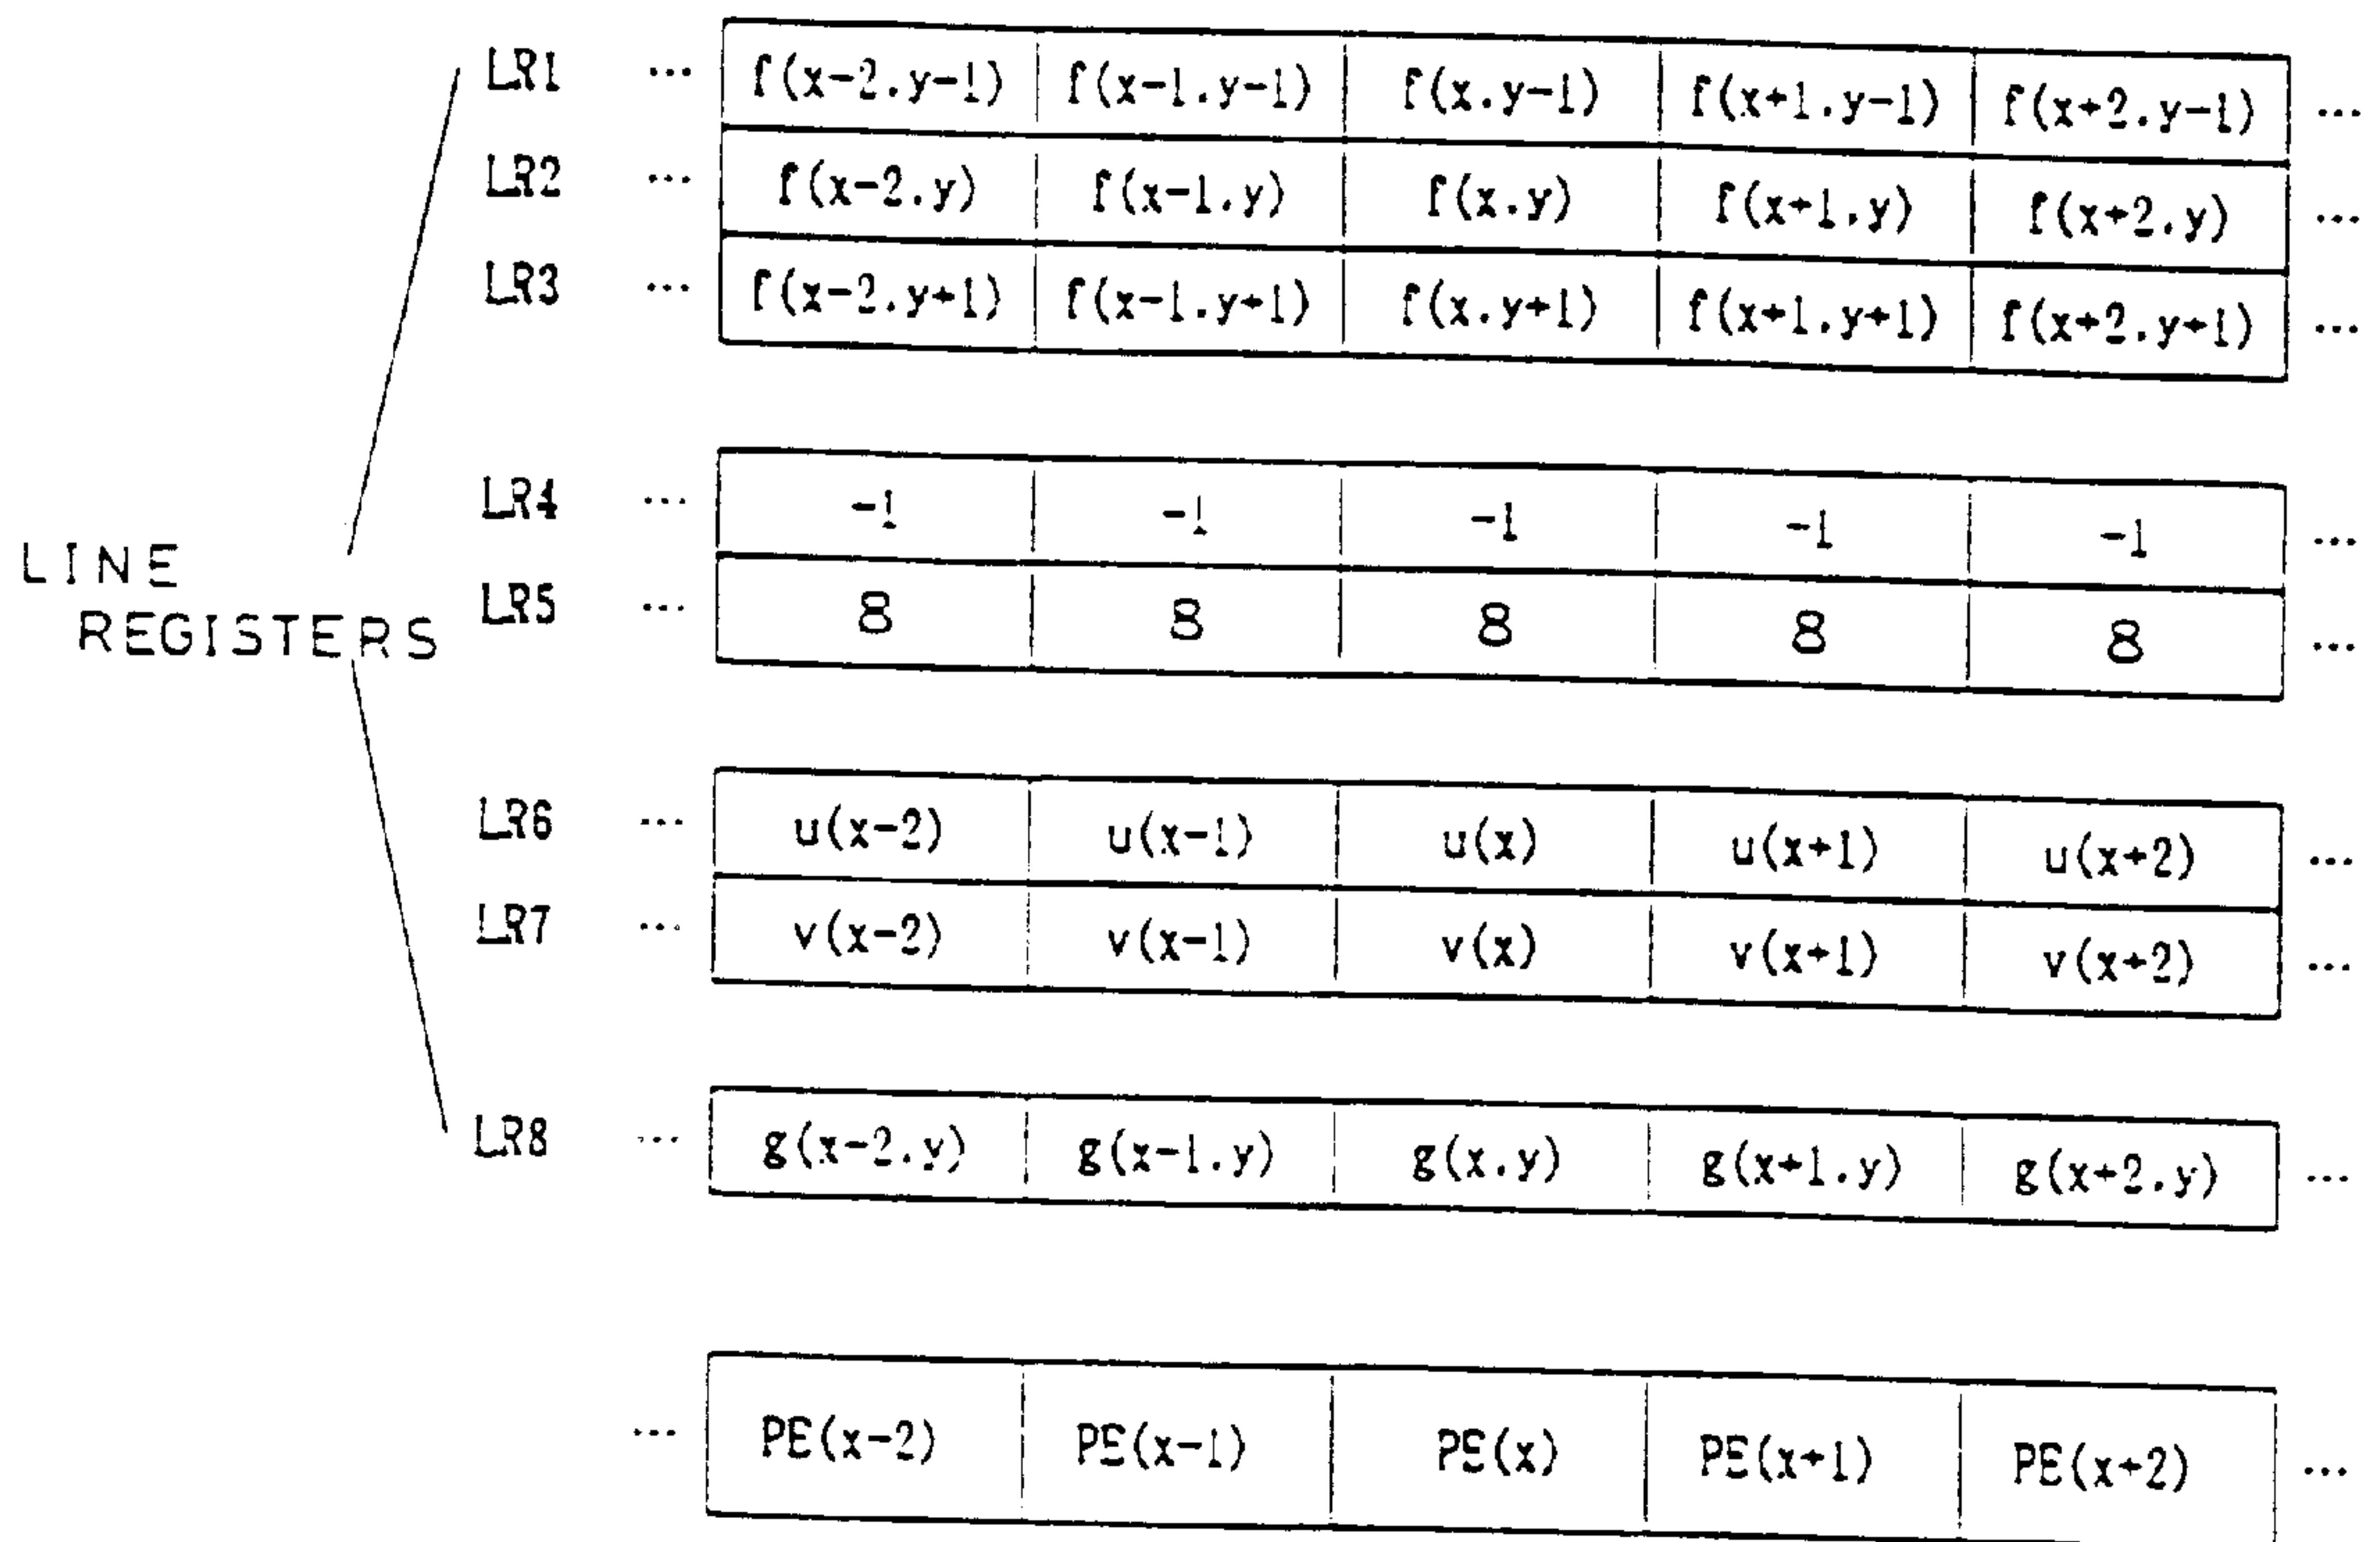 LR1 ... f(x-2.y-1) f(x-1.y-1) f(x.y-1) f(x+1.y-1) f(x+2.y-1) ...
LR2 ... f(x-2.y) f(x-1.y) f(x.y) f(x+1.y) f(x+2.y) ...
LR3 ... f(x-2.y+1) f(x-1.y+1) f(x.y+1) f(x+1.y+1) f(x+2.y+1) ...
LR4 ... -1 -1 -1 -1 -1 ...
LINE
REGISTERS
LR5 ... 8 8 8 8 8 ...
LR6 ... u(x-2) u(x-1) u(x) u(x+1) u(x+2) ...
LR7 ... v(x-2) v(x-1) v(x) v(x+1) v(x+2) ...
LR8 ... g(x-2.y) g(x-1.y) g(x.y) g(x+1.y) g(x+2.y) ...
... PE(x-2) PE(x-1) PE(x) PE(x+1) PE(x+2) ...